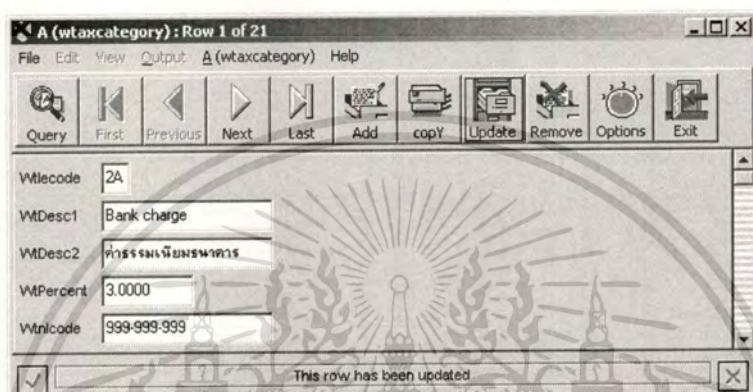 A (wtaxcategory) : Row 1 of 21
File Edit View Output A (wtaxcategory) Help
Query First Previous Next Last Add copY Update Remove Options Exit
Wtlecode 2A
WtDesc1 Bank charge
WtDesc2 ค่าธรรมเนียมธนาคาร
WtPercent 3.0000
Wtnlcode 999-999-999
This row has been updated